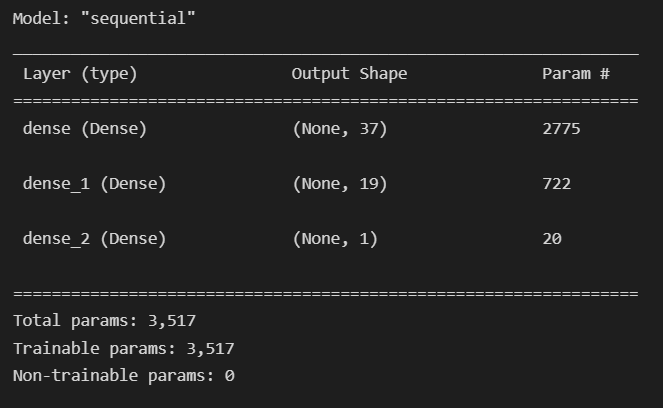 Model: "sequential"
_________________________________________________________________
Layer (type) Output Shape Param #
=================================================================
dense (Dense) (None, 37) 2775
dense_1 (Dense) (None, 19) 722
dense_2 (Dense) (None, 1) 20
=================================================================
Total params: 3,517
Trainable params: 3,517
Non-trainable params: 0